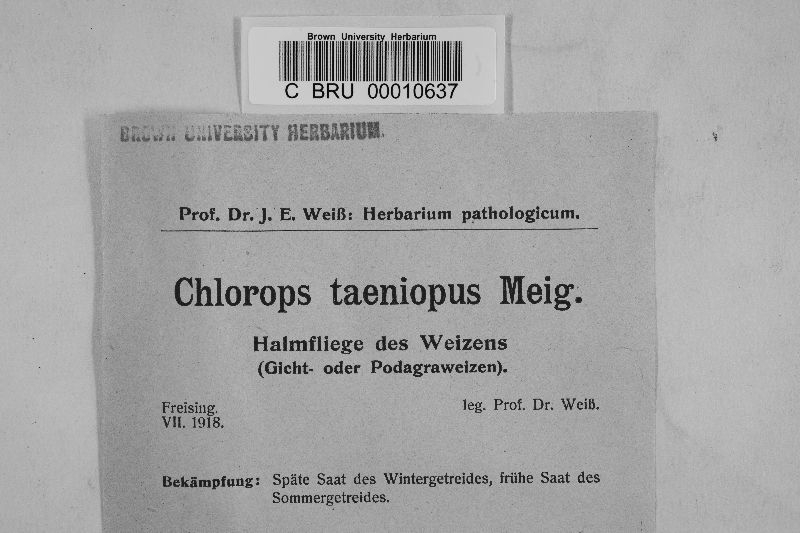 Brown University Herbarium
C BRU 00010637
BROWN UNIVERSITY HERBARIUM.
Prof. Dr. J. E. Weiß: Herbarium pathologicum.
Chlorops taeniopus Meig.
Halmfliege des Weizens
(Gicht- oder Podagraweizen).
Freising. leg. Prof. Dr. Weiß.
VII. 1918.
Bekämpfung: Späte Saat des Wintergetreides, frühe Saat des
Sommergetreides.